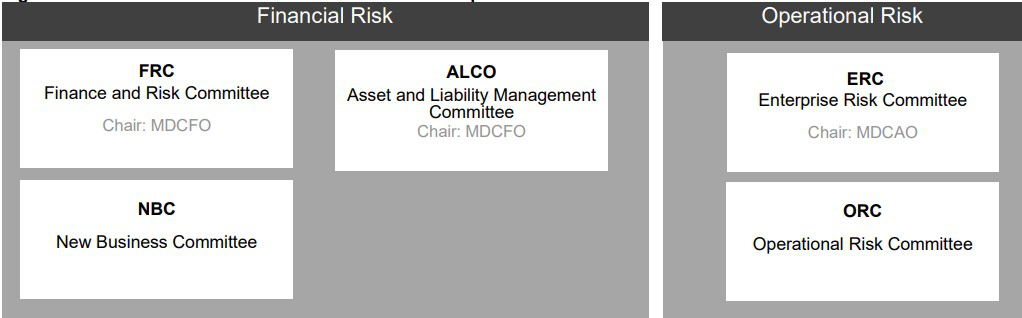 Financial Risk
Operational Risk
FRC
Finance and Risk Committee
Chair: MDCFO
ALCO
Asset and Liability Management
Committee
Chair: MDCFO
ERC
Enterprise Risk Committee
Chair: MDCAO
NBC
New Business Committee
ORC
Operational Risk Committee